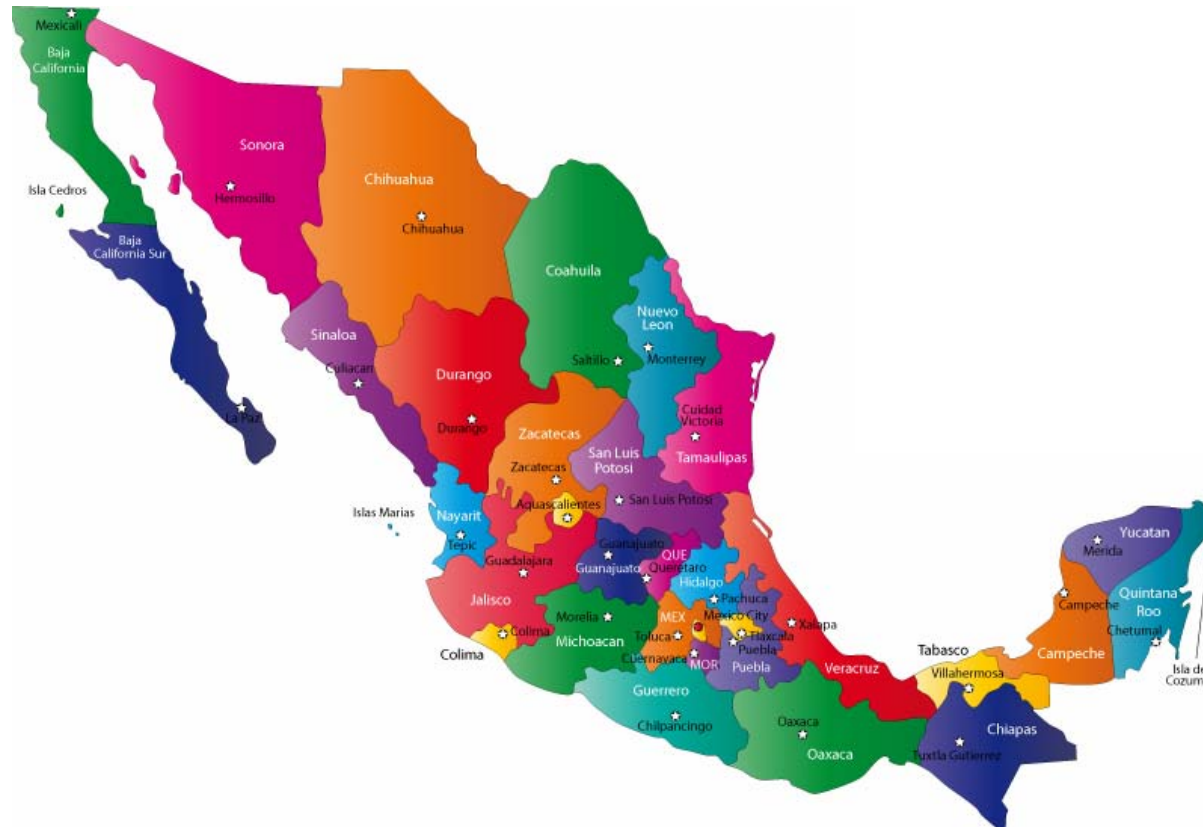 Mexicali
Baja
California
Sonora
Isla Cedros
Hermosillo
Chihuahua
Chihuahua
Baja
California Sur
Coahuila
Nuevo
Leon
Sinaloa
Culiacan
Saltillo
Monterrey
Durango
La Paz
Durango
Cuidad
Victoria
Zacatecas
San Luis
Potosi
Tamaulipas
Zacatecas
San Luis Potosi
Aquascalientes
Islas Marias
Nayarit
Tepic
Guanajuato
Guadalajara
Guanajuato
QUE
Queretaro
Hidalgo
Jalisco
Pachuca
Morelia
MEX
Mexico City
Colima
Toluca
Tlaxcala
Xalapa
Michoacan
Puebla
Colima
Cuernavaca
MOR
Puebla
Veracruz
Guerrero
Chilpancingo
Oaxaca
Oaxaca
Yucatan
Merida
Campeche
Quintana
Roo
Chetumal
Tabasco
Campeche
Villahermosa
Isla de
Cozum
Chiapas
Tuxtla Gutierrez